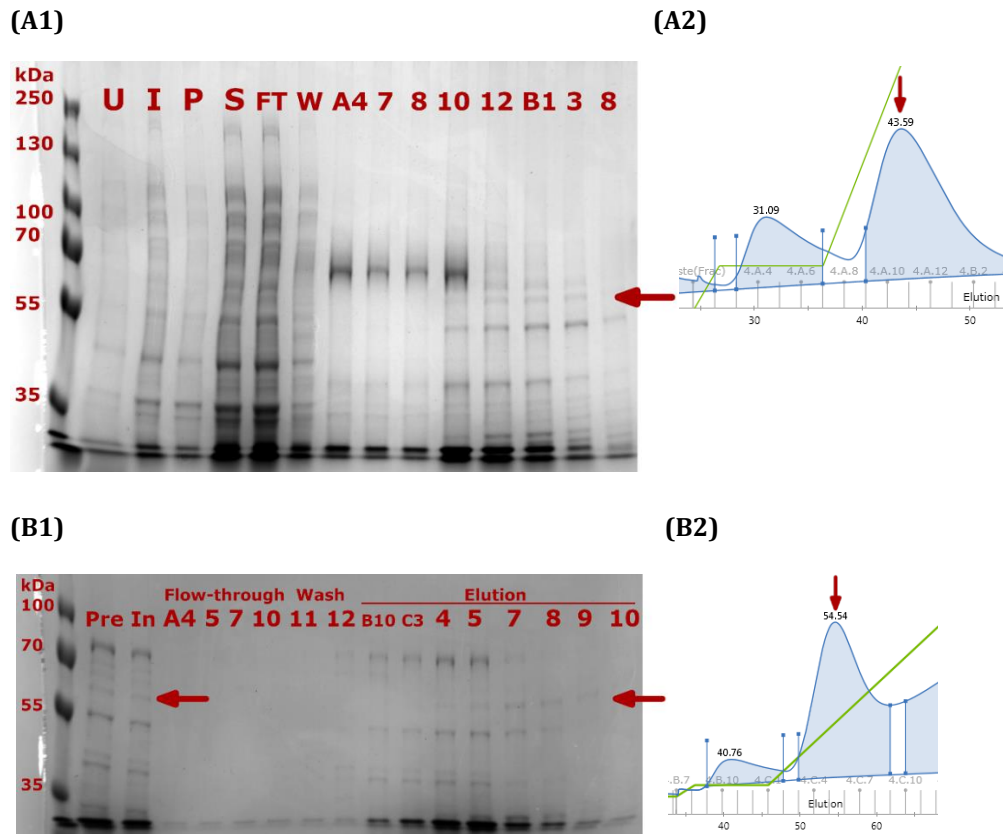 (A1)
(A2)
kDa
U I P S FT W A4 7 8 10 12 B1 3 8
250
130
100
70
55
35
43.59
31.09
ste(Frac) 4.A.4 4.A.6 4.A.8 4.A.10 4.A.12 4.B.2
Elution
30 40 50
(B1)
(B2)
kDa
Flow-through Wash Elution
100
Pre In A4 5 7 10 11 12 B10 C3 4 5 7 8 9 10
70
55
35
54.54
40.76
4.C.4 4.C.7 4.C.10
Elution
40 50 60